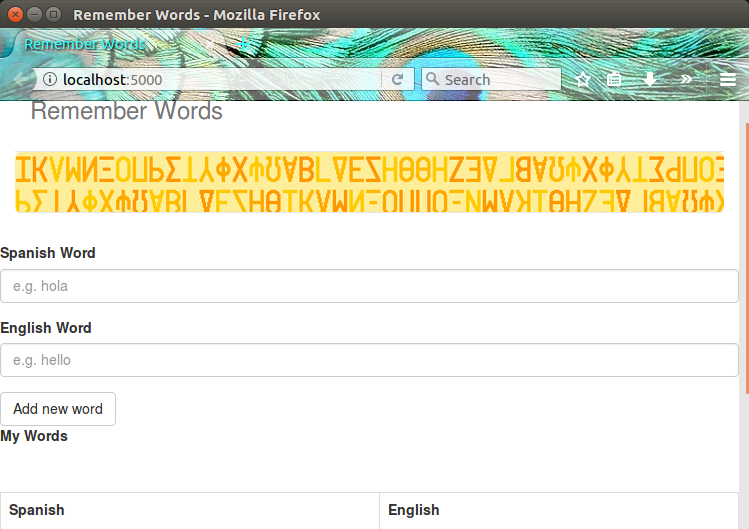 Remember Words - Mozilla Firefox
Remember Words
localhost:5000 Search
Remember Words
Spanish Word
e.g. hola
English Word
e.g. hello
Add new word
My Words
Spanish English